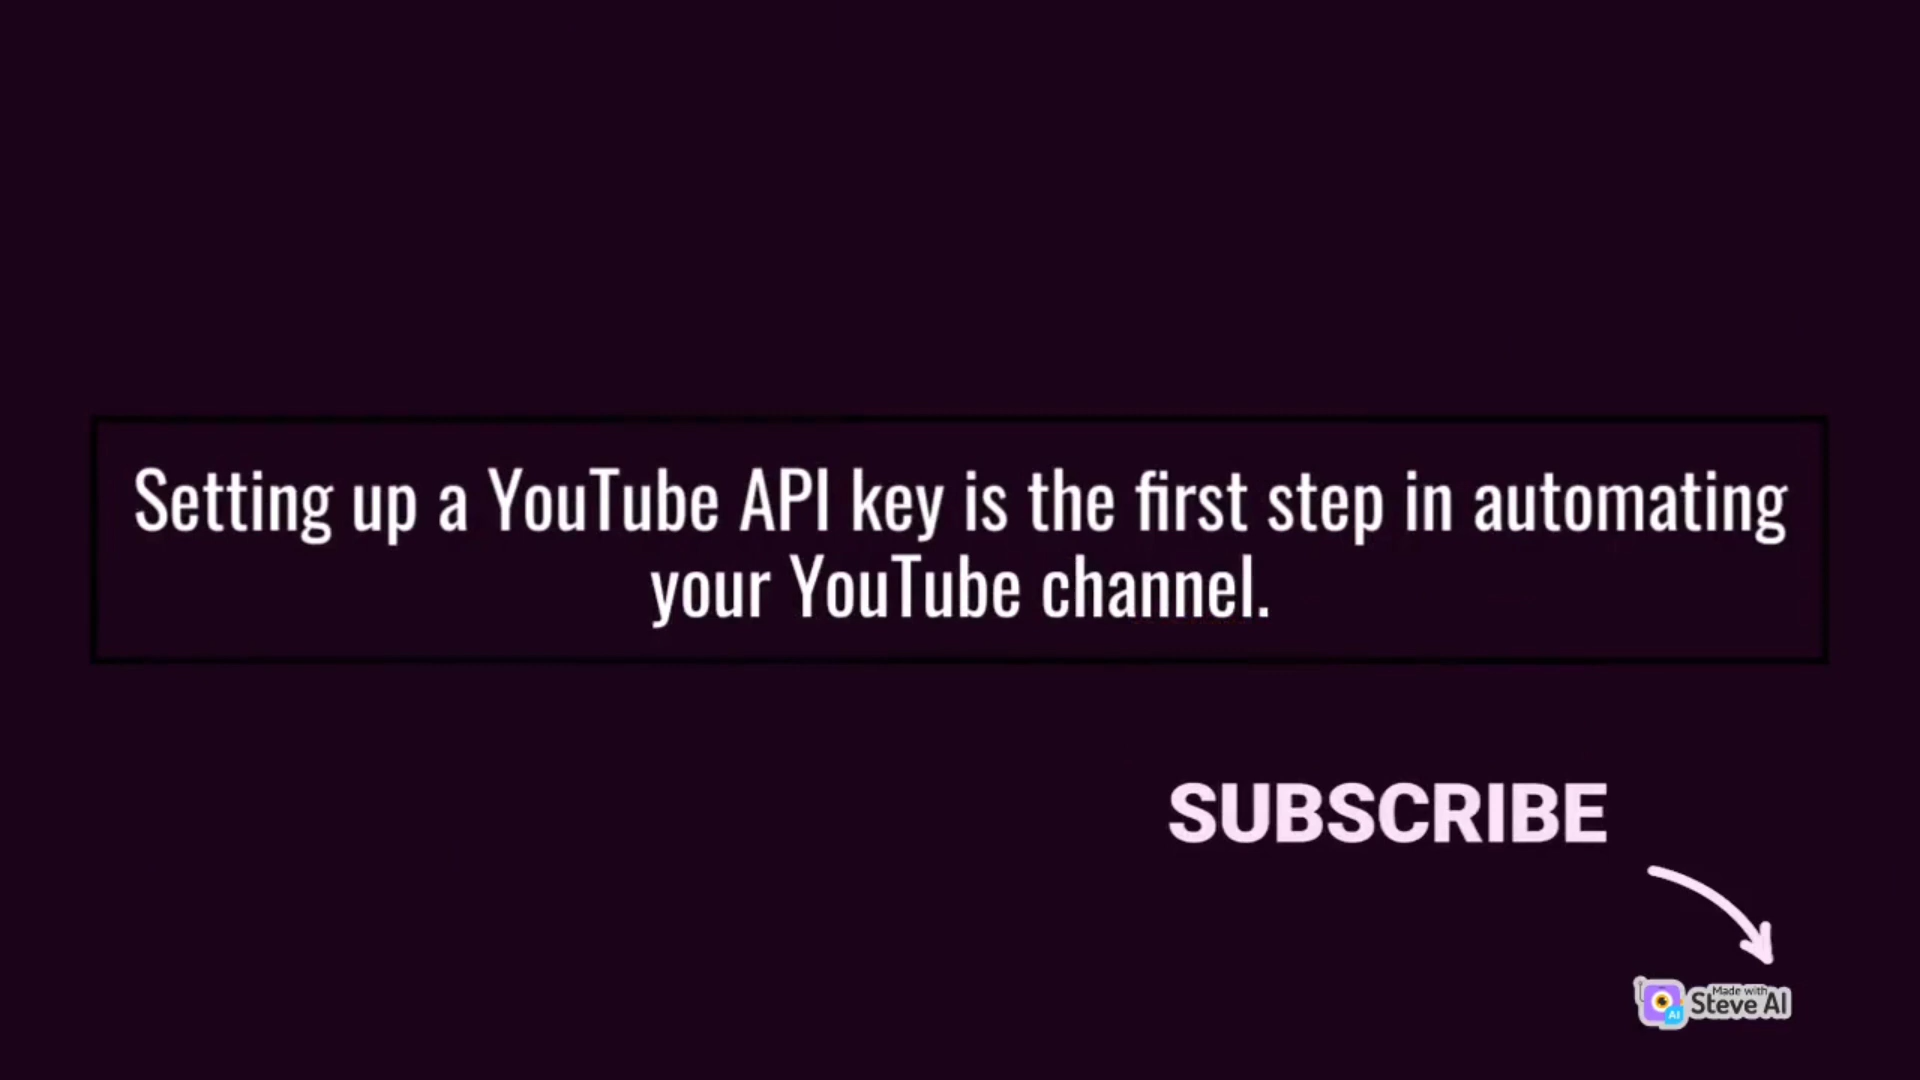 Setting up a YouTube API key is the first step in automating
your YouTube channel.
SUBSCRIBE
Made with
Steve AI
AI